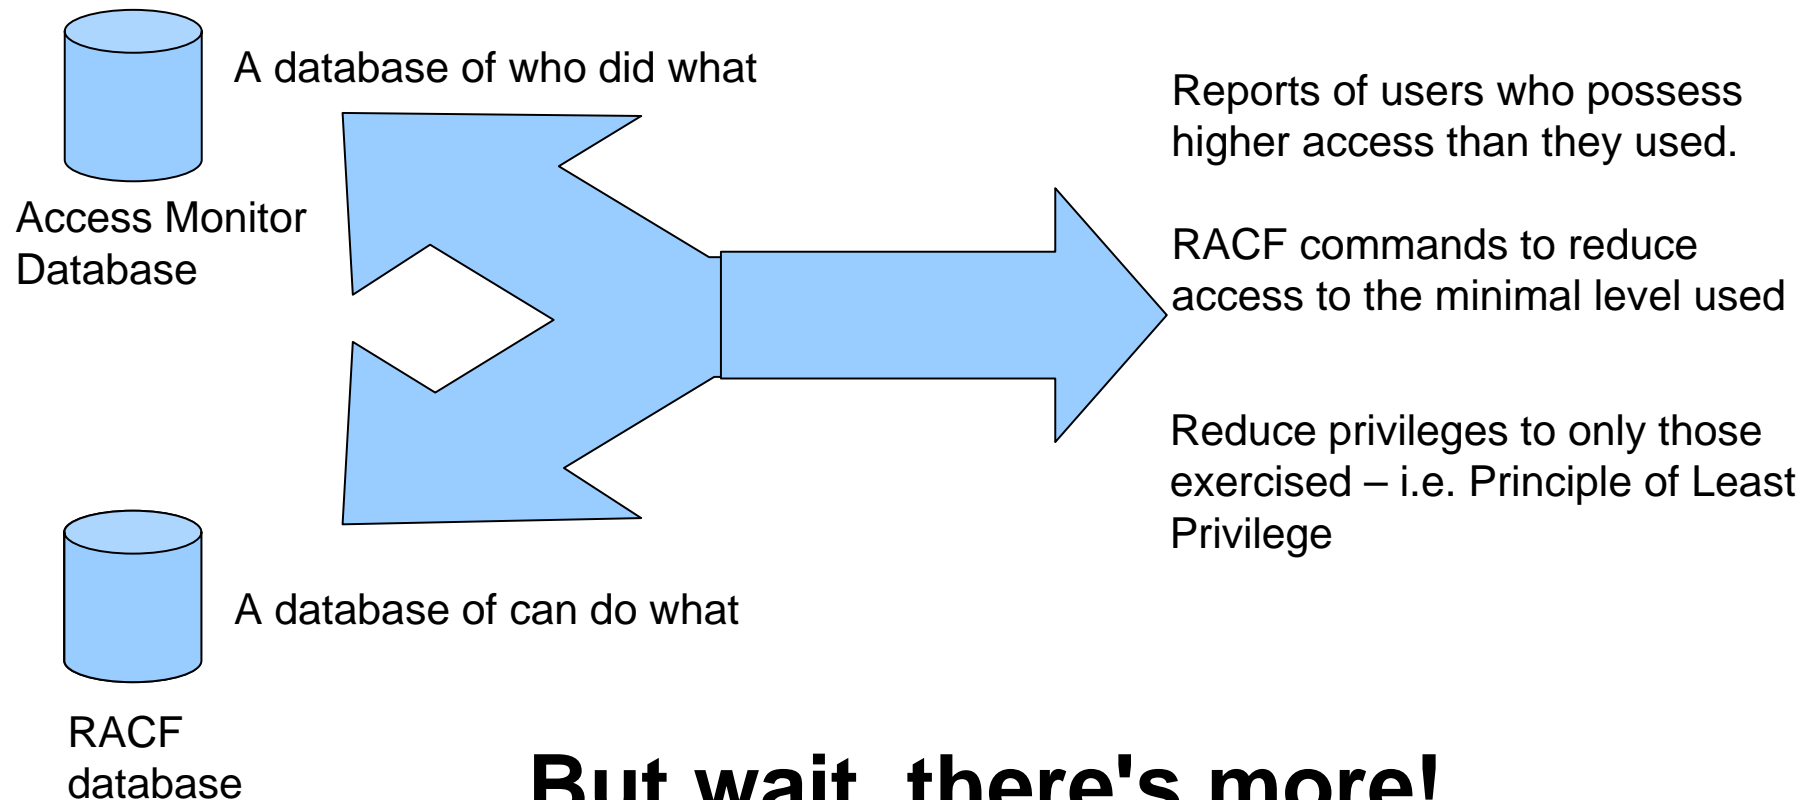 A database of who did what
Access Monitor
Database
Reports of users who possess
higher access than they used.
RACF commands to reduce
access to the minimal level used
Reduce privileges to only those
exercised – i.e. Principle of Least
Privilege
A database of can do what
RACF
database
But wait, there's more!